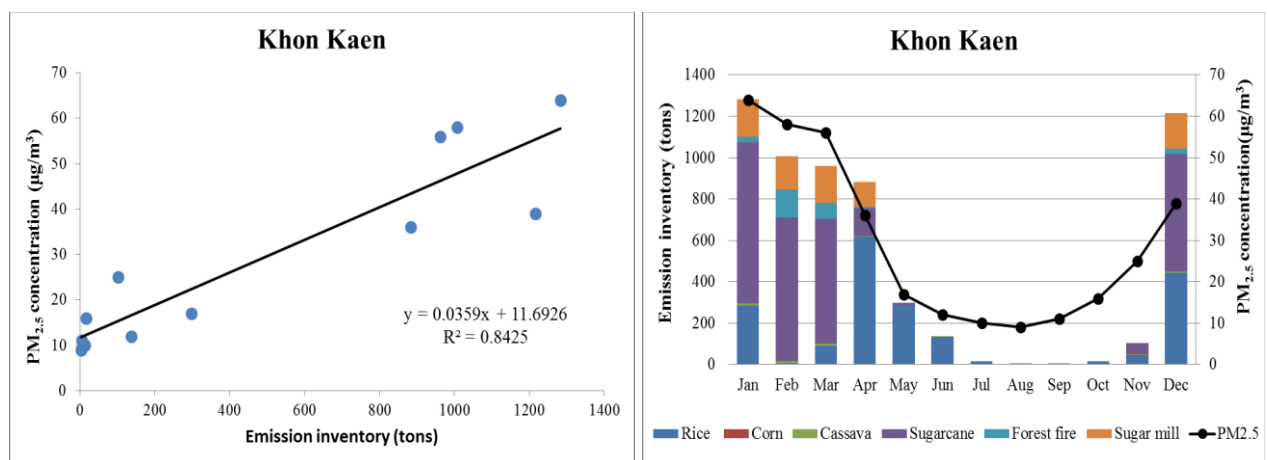 Khon Kaen
PM2.5 concentration (µg/m³)
70
60
50
40
30
20
10
0
y = 0.0359x + 11.6926
R² = 0.8425
0 200 400 600 800 1000 1200 1400
Emission inventory (tons)
Khon Kaen
Emission inventory (tons)
1400
1200
1000
800
600
400
200
0
70
60
50
40
30
20
10
0
PM2.5 concentration(µg/m³)
Jan Feb Mar Apr May Jun Jul Aug Sep Oct Nov Dec
Rice Corn Cassava Sugarcane Forest fire Sugar mill PM2.5